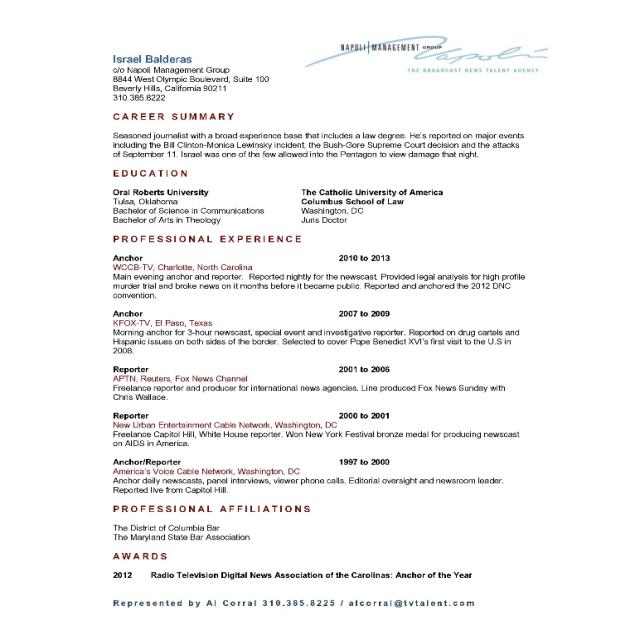 NAPOLI MANAGEMENT GROUP
Napoli
THE BROADCAST NEWS TALENT AGENCY
Israel Balderas
c/o Napoli Management Group
8844 West Olympic Boulevard, Suite 100
Beverly Hills, California 90211
310.385.8222
CAREER SUMMARY
Seasoned journalist with a broad experience base that includes a law degree. He's reported on major events
including the Bill Clinton-Monica Lewinsky incident, the Bush-Gore Supreme Court decision and the attacks
of September 11. Israel was one of the few allowed into the Pentagon to view damage that night.
EDUCATION
Oral Roberts University
Tulsa, Oklahoma
Bachelor of Science in Communications
Bachelor of Arts in Theology
The Catholic University of America
Columbus School of Law
Washington, DC
Juris Doctor
PROFESSIONAL EXPERIENCE
Anchor 2010 to 2013
WCCB-TV, Charlotte, North Carolina
Main evening anchor and reporter. Reported nightly for the newscast. Provided legal analysis for high profile
murder trial and broke news on it months before it became public. Reported and anchored the 2012 DNC
convention.
Anchor 2007 to 2009
KFOX-TV, El Paso, Texas
Morning anchor for 3-hour newscast, special event and investigative reporter. Reported on drug cartels and
Hispanic issues on both sides of the border. Selected to cover Pope Benedict XVI's first visit to the U.S in
2008.
Reporter 2001 to 2006
APTN, Reuters, Fox News Channel
Freelance reporter and producer for international news agencies. Line produced Fox News Sunday with
Chris Wallace.
Reporter 2000 to 2001
New Urban Entertainment Cable Network, Washington, DC
Freelance Capitol Hill, White House reporter. Won New York Festival bronze medal for producing newscast
on AIDS in America.
Anchor/Reporter 1997 to 2000
America's Voice Cable Network, Washington, DC
Anchor daily newscasts, panel interviews, viewer phone calls. Editorial oversight and newsroom leader.
Reported live from Capitol Hill.
PROFESSIONAL AFFILIATIONS
The District of Columbia Bar
The Maryland State Bar Association
AWARDS
2012 Radio Television Digital News Association of the Carolinas: Anchor of the Year
Represented by Al Corral 310.385.8225 / alcorral@tvtalent.com